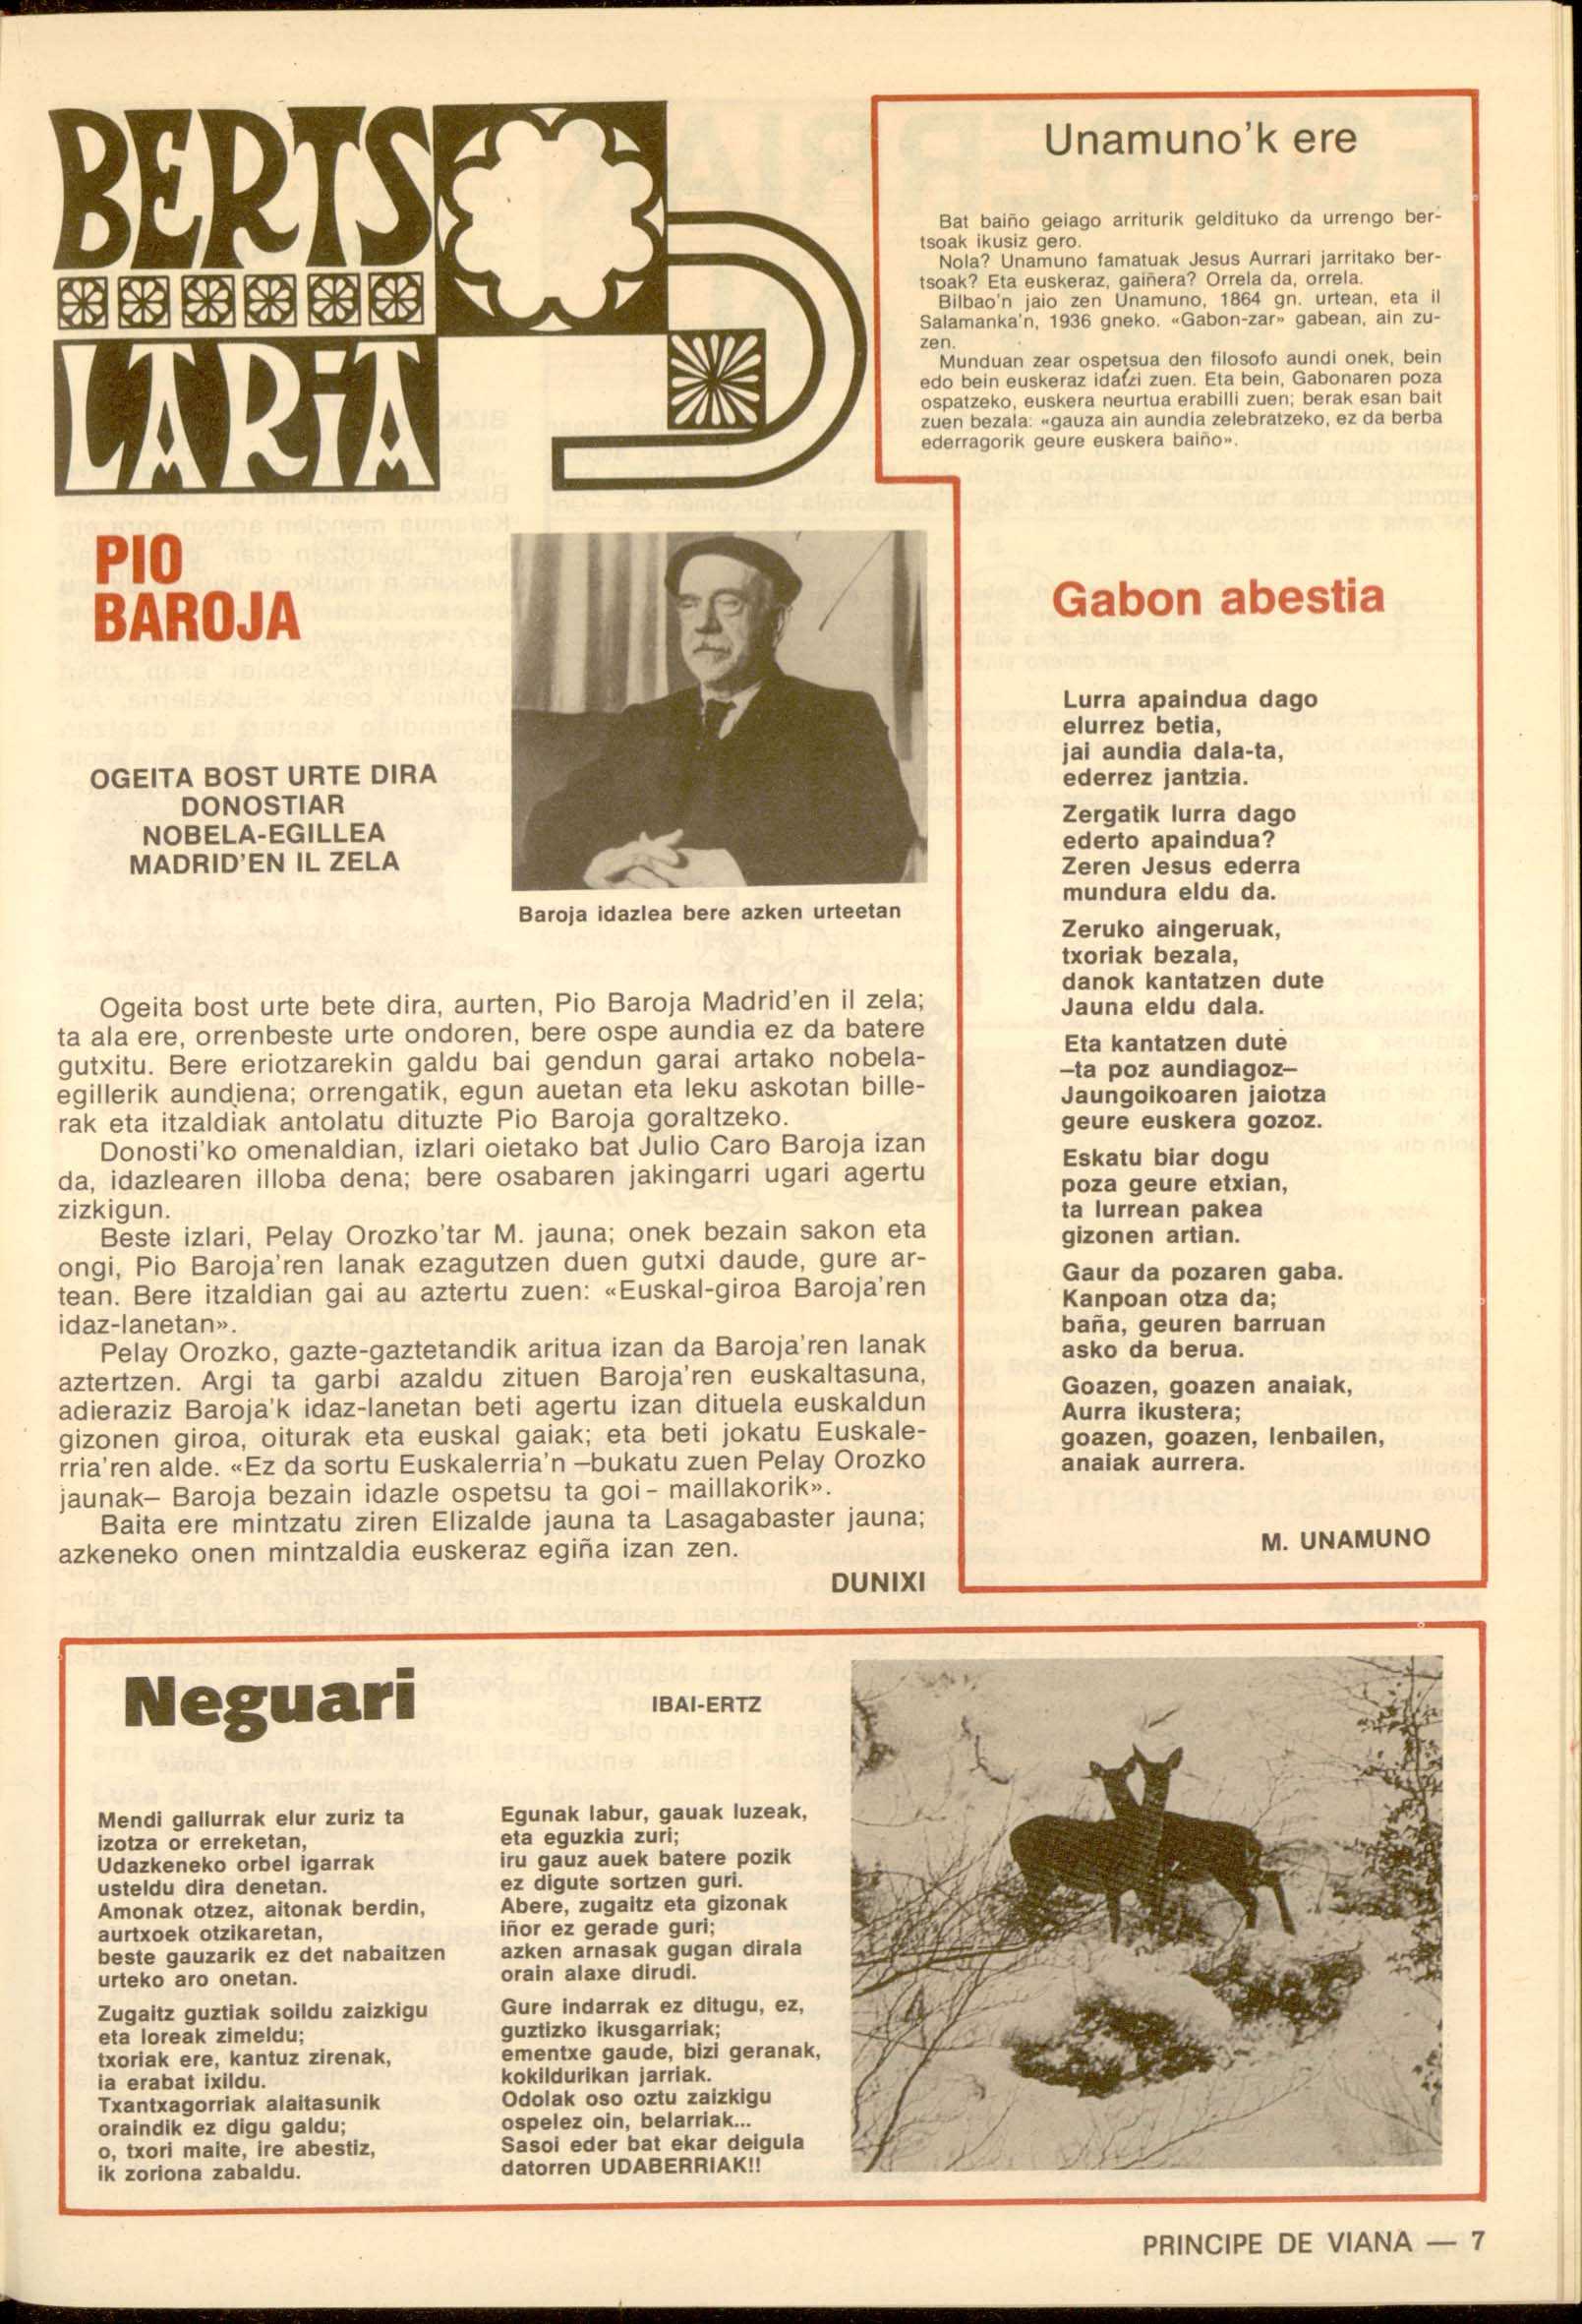 BERTSO
LARIA
PIO
BAROJA
OGEITA BOST URTE DIRA
DONOSTIAR
NOBELA-EGILLEA
MADRID'EN IL ZELA
Baroja idazlea bere azken urteetan
Ogeita bost urte bete dira, aurten, Pio Baroja Madrid'en il zela;
ta ala ere, orrenbeste urte ondoren, bere ospe aundia ez da batere
gutxitu. Bere eriotzarekin galdu bai gendun garai artako nobela-
egillerik aundiena; orrengatik, egun auetan eta leku askotan bille-
rak eta itzaldiak antolatu dituzte Pio Baroja goraltzeko.
Donosti'ko omenaldian, izlari oietako bat Julio Caro Baroja izan
da, idazlearen illoba dena; bere osabaren jakingarri ugari agertu
zizkigun.
Beste izlari, Pelay Orozko'tar M. jauna; onek bezain sakon eta
ongi, Pio Baroja'ren lanak ezagutzen duen gutxi daude, gure ar-
tean. Bere itzaldian gai au aztertu zuen: «Euskal-giroa Baroja'ren
idaz-lanetan».
Pelay Orozko, gazte-gaztetandik aritua izan da Baroja'ren lanak
aztertzen. Argi ta garbi azaldu zituen Baroja'ren euskaltasuna,
adieraziz Baroja'k idaz-lanetan beti agertu izan dituela euskaldun
gizonen giroa, oiturak eta euskal gaiak; eta beti jokatu Euskale-
rria'ren alde. «Ez da sortu Euskalerria'n –bukatu zuen Pelay Orozko
jaunak– Baroja bezain idazle ospetsu ta goi- maillakorik».
Baita ere mintzatu ziren Elizalde jauna ta Lasagabaster jauna;
azkeneko onen mintzaldia euskeraz egiña izan zen.
DUNIXI
Unamuno'k ere
Bat baiño geiago arriturik geldituko da urrengo ber-
tsoak ikusiz gero.
Nola? Unamuno famatuak Jesus Aurrari jarritako ber-
tsoak? Eta euskeraz, gaiñera? Orrela da, orrela.
Bilbao'n jaio zen Unamuno, 1864 gn. urtean, eta il
Salamanka'n, 1936 gneko. «Gabon-zar» gabean, ain zu-
zen.
Munduan zear ospetsua den filosofo aundi onek, bein
edo bein euskeraz idatzi zuen. Eta bein, Gabonaren poza
ospatzeko, euskera neurtua erabilli zuen; berak esan bait
zuen bezala: «gauza ain aundia zelebratzeko, ez da berba
ederragorik geure euskera baiño».
Gabon abestia
Lurra apaindua dago
elurrez betia,
jai aundia dala-ta,
ederrez jantzia.
Zergatik lurra dago
ederto apaindua?
Zeren Jesus ederra
mundura eldu da.
Zeruko aingeruak,
txoriak bezala,
danok kantatzen dute
Jauna eldu dala.
Eta kantatzen dute
–ta poz aundiagoz–
Jaungoikoaren jaiotza
geure euskera gozoz.
Eskatu biar dogu
poza geure etxian,
ta lurrean pakea
gizonen artian.
Gaur da pozaren gaba.
Kanpoan otza da;
baña, geuren barruan
asko da berua.
Goazen, goazen anaiak,
Aurra ikustera;
goazen, goazen, lenbailen,
anaiak aurrera.
M. UNAMUNO
Neguari
IBAI-ERTZ
Mendi gallurrak elur zuriz ta
izotza or erreketan,
Udazkeneko orbel igarrak
usteldu dira denetan.
Amonak otzez, aitonak berdin,
aurtxoek otzikaretan,
beste gauzarik ez det nabaitzen
urteko aro onetan.
Zugaitz guztiak soildu zaizkigu
eta loreak zimeldu;
txoriak ere, kantuz zirenak,
ia erabat ixildu.
Txantxagorriak alaitasunik
oraindik ez digu galdu;
o, txori maite, ire abestiz,
ik zoriona zabaldu.
Egunak labur, gauak luzeak,
eta eguzkia zuri;
iru gauz auek batere pozik
ez digute sortzen guri.
Abere, zugaitz eta gizonak
iñor ez gerade guri;
azken arnasak gugan dirala
orain alaxe dirudi.
Gure indarrak ez ditugu, ez,
guztizko ikusgarriak;
ementxe gaude, bizi geranak,
kokildurikan jarriak.
Odolak oso oztu zaizkigu
ospelez oin, belarriak...
Sasoi eder bat ekar deigula
datorren UDABERRIAK!!
PRINCIPE DE VIANA — 7